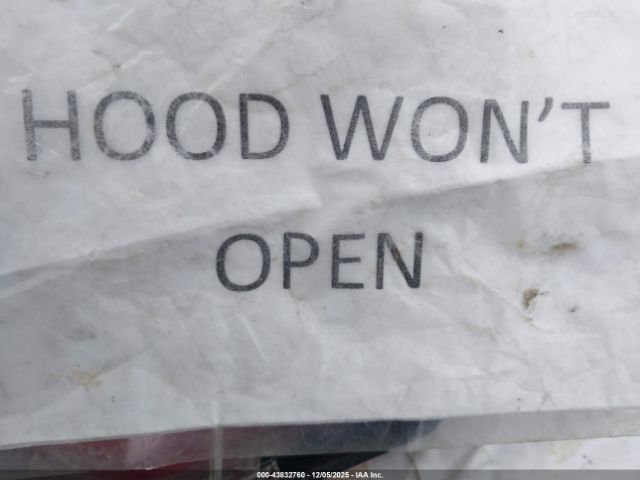 HOOD WON'T
OPEN
000-43832760 - 12/05/2025 - IAA Inc.